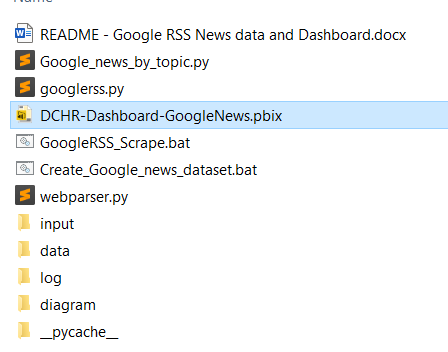 Name
README - Google RSS News data and Dashboard.docx
Google_news_by_topic.py
googlerss.py
DCHR-Dashboard-GoogleNews.pbix
GoogleRSS_Scrape.bat
Create_Google_news_dataset.bat
webparser.py
input
data
log
diagram
__pycache__